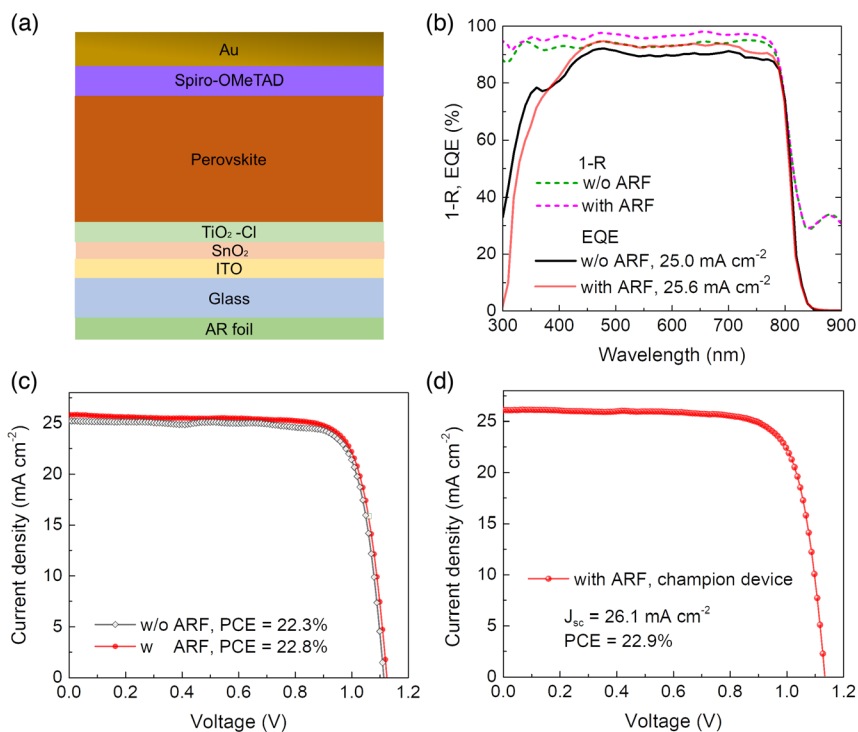 (a)
Au
Spiro-OMeTAD
Perovskite
TiO₂ -Cl
SnO₂
ITO
Glass
AR foil
(b)
100
80
60
40
20
0
1-R, EQE (%)
1-R
w/o ARF
with ARF
EQE
w/o ARF, 25.0 mA cm⁻²
with ARF, 25.6 mA cm⁻²
300 400 500 600 700 800 900
Wavelength (nm)
(c)
25
20
15
10
5
0
Current density (mA cm⁻²)
w/o ARF, PCE = 22.3%
w ARF, PCE = 22.8%
0.0 0.2 0.4 0.6 0.8 1.0 1.2
Voltage (V)
(d)
25
20
15
10
5
0
Current density (mA cm⁻²)
with ARF, champion device
Jsc = 26.1 mA cm⁻²
PCE = 22.9%
0.0 0.2 0.4 0.6 0.8 1.0 1.2
Voltage (V)